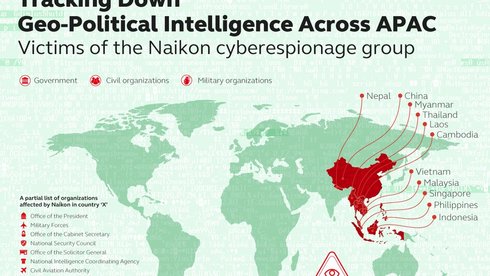 Tracking Down
Geo-Political Intelligence Across APAC
Victims of the Naikon cyberespionage group
Government
Civil organizations
Military organizations
Nepal
China
Myanmar
Thailand
Laos
Cambodia
Vietnam
Malaysia
Singapore
Philippines
Indonesia
A partial list of organizations
affected by Naikon in country 'X'
Office of the President
Military Forces
Office of the Cabinet Secretary
National Security Council
Office of the Solicitor General
National Intelligence Coordinating Agency
Civil Aviation Authority